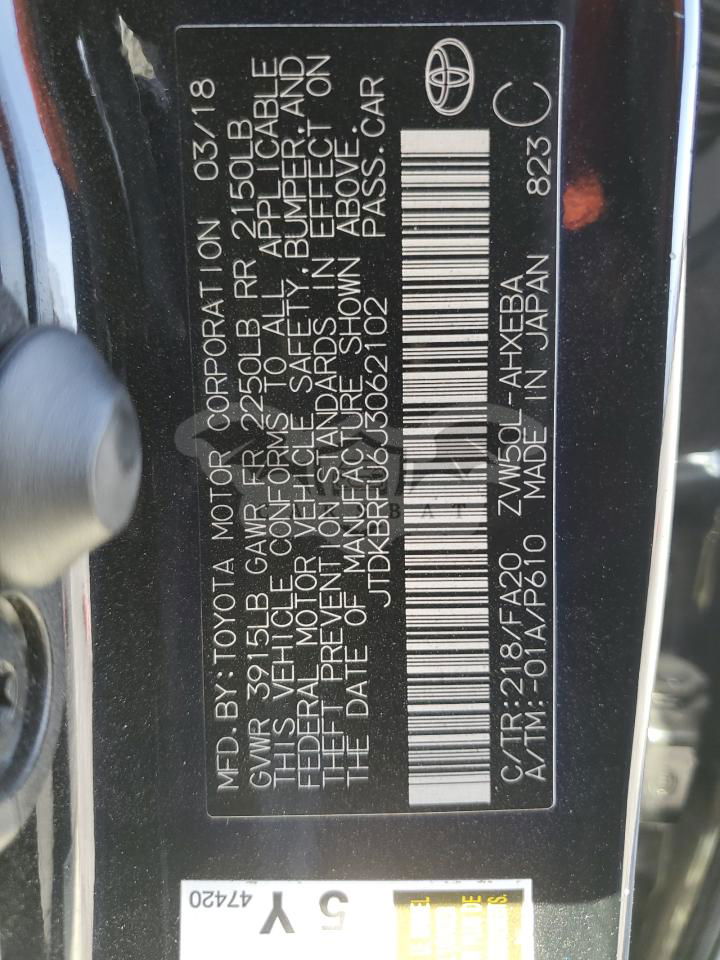 MFD. BY: TOYOTA MOTOR CORPORATION 03/18
GVWR 3915LB GAWR FR 2250LB RR 2150LB
THIS VEHICLE CONFORMS TO ALL APPLICABLE
FEDERAL MOTOR VEHICLE SAFETY, BUMPER, AND
THEFT PREVENTION STANDARDS IN EFFECT ON
THE DATE OF MANUFACTURE SHOWN ABOVE.
JTDKBRFU6J3062102 PASS. CAR
C/TR: 218/FA20 ZVW50L-AHXEBA 823 C
A/TM: -01A/P610 MADE IN JAPAN
47420
5 Y